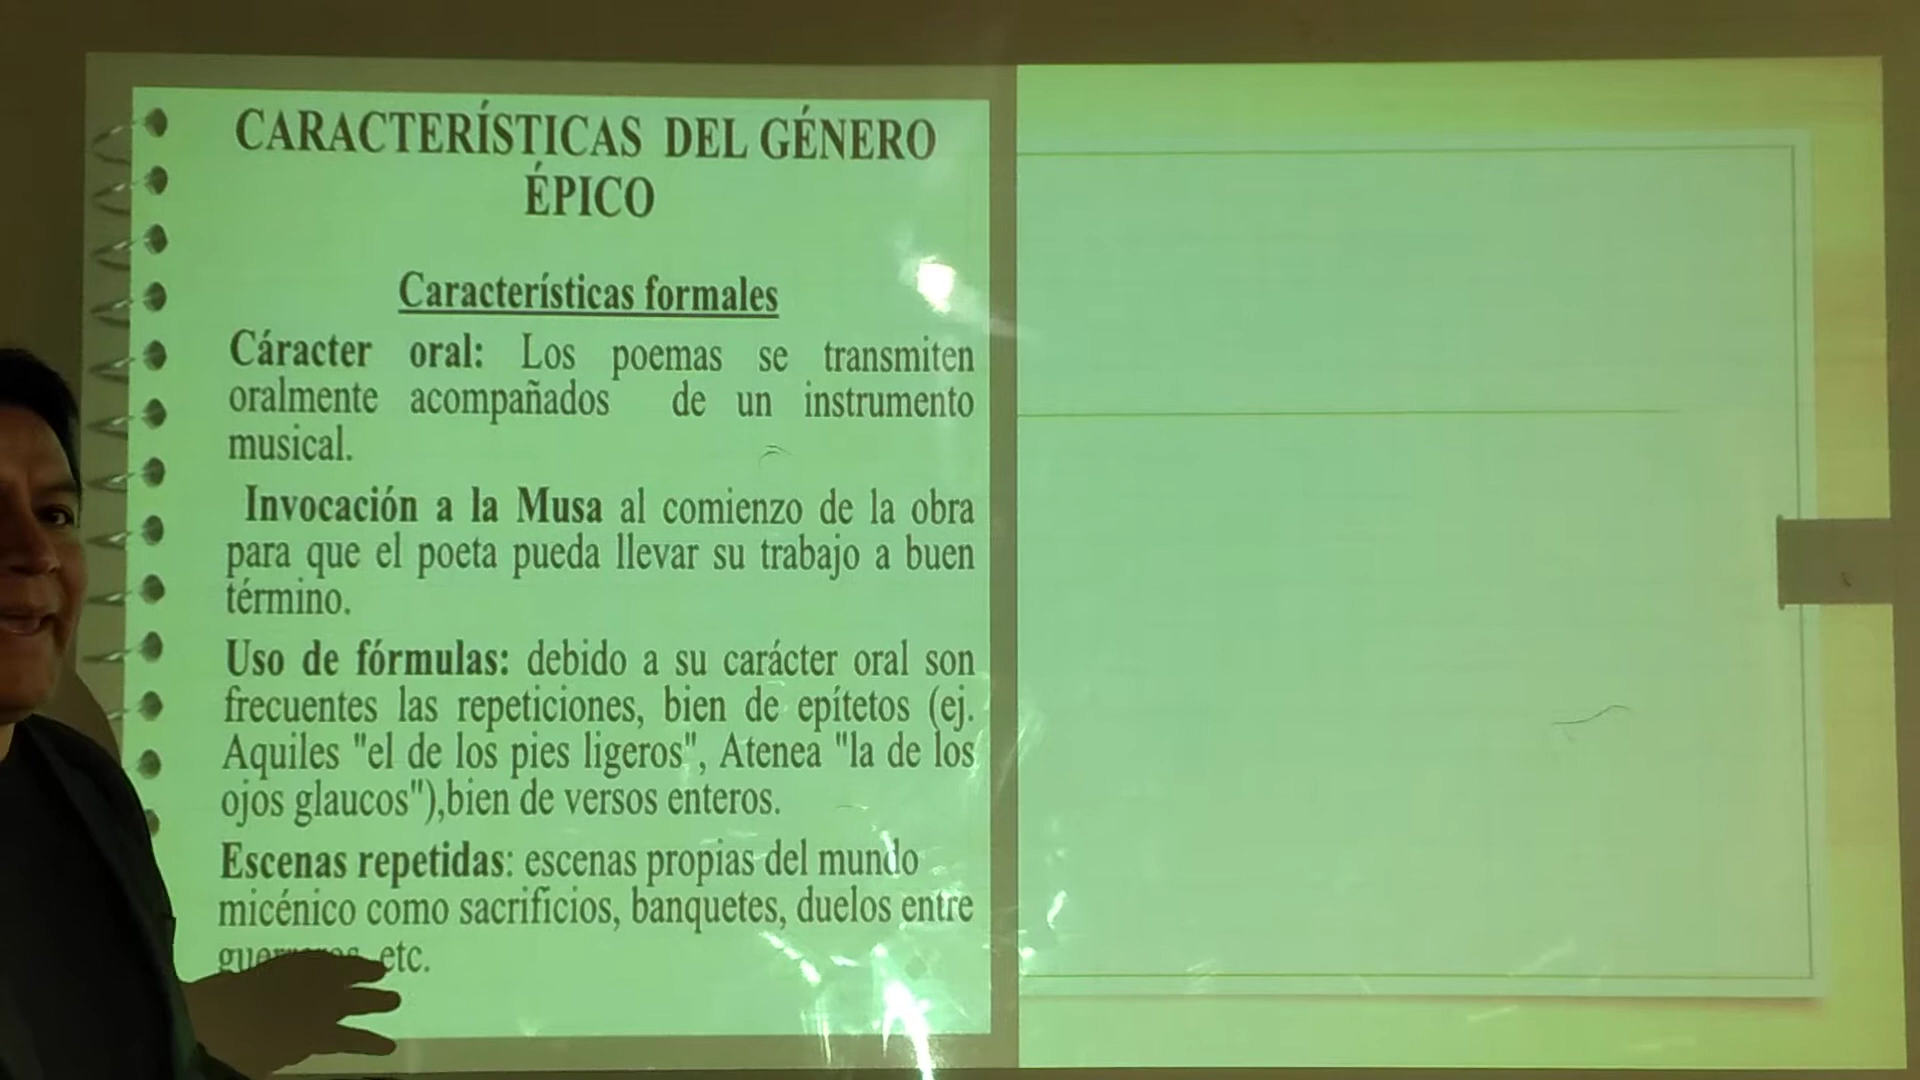 CARACTERÍSTICAS DEL GÉNERO
ÉPICO
Características formales
Cáracter oral: Los poemas se transmiten
oralmente acompañados de un instrumento
musical.
Invocación a la Musa al comienzo de la obra
para que el poeta pueda llevar su trabajo a buen
término.
Uso de fórmulas: debido a su carácter oral son
frecuentes las repeticiones, bien de epítetos (ej.
Aquiles "el de los pies ligeros", Atenea "la de los
ojos glaucos"),bien de versos enteros.
Escenas repetidas: escenas propias del mundo
micénico como sacrificios, banquetes, duelos entre
etc.